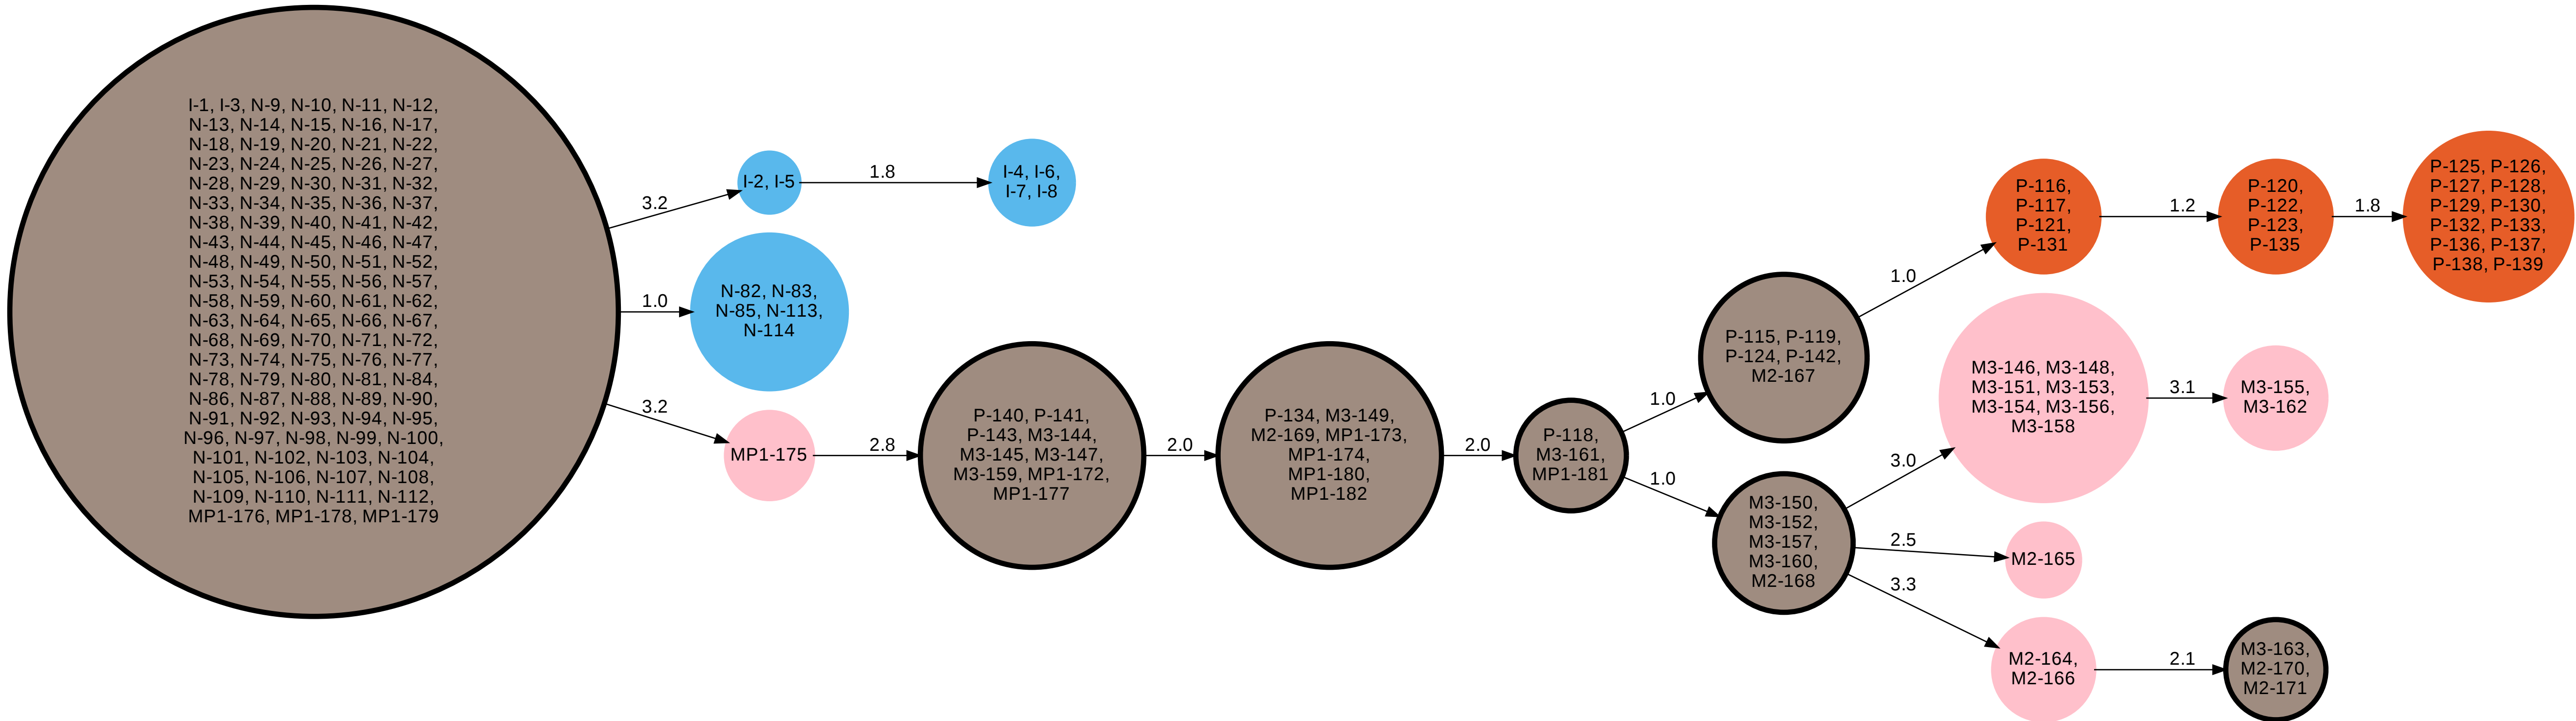 I-1, I-3, N-9, N-10, N-11, N-12,
N-13, N-14, N-15, N-16, N-17,
N-18, N-19, N-20, N-21, N-22,
N-23, N-24, N-25, N-26, N-27,
N-28, N-29, N-30, N-31, N-32,
N-33, N-34, N-35, N-36, N-37,
N-38, N-39, N-40, N-41, N-42,
N-43, N-44, N-45, N-46, N-47,
N-48, N-49, N-50, N-51, N-52,
N-53, N-54, N-55, N-56, N-57,
N-58, N-59, N-60, N-61, N-62,
N-63, N-64, N-65, N-66, N-67,
N-68, N-69, N-70, N-71, N-72,
N-73, N-74, N-75, N-76, N-77,
N-78, N-79, N-80, N-81, N-84,
N-86, N-87, N-88, N-89, N-90,
N-91, N-92, N-93, N-94, N-95,
N-96, N-97, N-98, N-99, N-100,
N-101, N-102, N-103, N-104,
N-105, N-106, N-107, N-108,
N-109, N-110, N-111, N-112,
MP1-176, MP1-178, MP1-179
3.2
I-2, I-5
1.8
I-4, I-6,
I-7, I-8
1.0
N-82, N-83,
N-85, N-113,
N-114
3.2
MP1-175
2.8
P-140, P-141,
P-143, M3-144,
M3-145, M3-147,
M3-159, MP1-172,
MP1-177
2.0
P-134, M3-149,
M2-169, MP1-173,
MP1-174,
MP1-180,
MP1-182
2.0
P-118,
M3-161,
MP1-181
1.0
P-115, P-119,
P-124, P-142,
M2-167
1.0
P-116,
P-117,
P-121,
P-131
1.2
P-120,
P-122,
P-123,
P-135
1.8
P-125, P-126,
P-127, P-128,
P-129, P-130,
P-132, P-133,
P-136, P-137,
P-138, P-139
1.0
M3-150,
M3-152,
M3-157,
M3-160,
M2-168
3.0
M3-146, M3-148,
M3-151, M3-153,
M3-154, M3-156,
M3-158
3.1
M3-155,
M3-162
2.5
M2-165
3.3
M2-164,
M2-166
2.1
M3-163,
M2-170,
M2-171